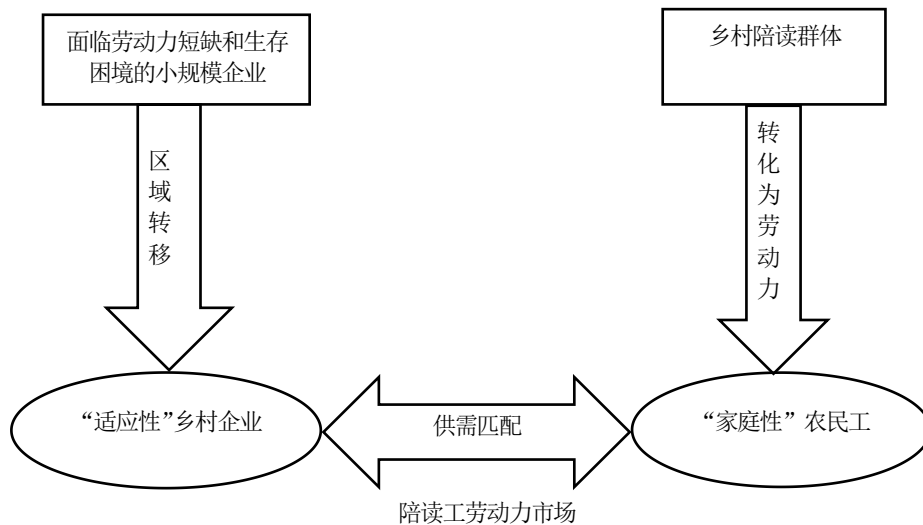 面临劳动力短缺和生存
困境的小规模企业
乡村陪读群体
区域转移
转化为劳动力
“适应性”乡村企业
供需匹配
“家庭性”农民工
陪读工劳动力市场